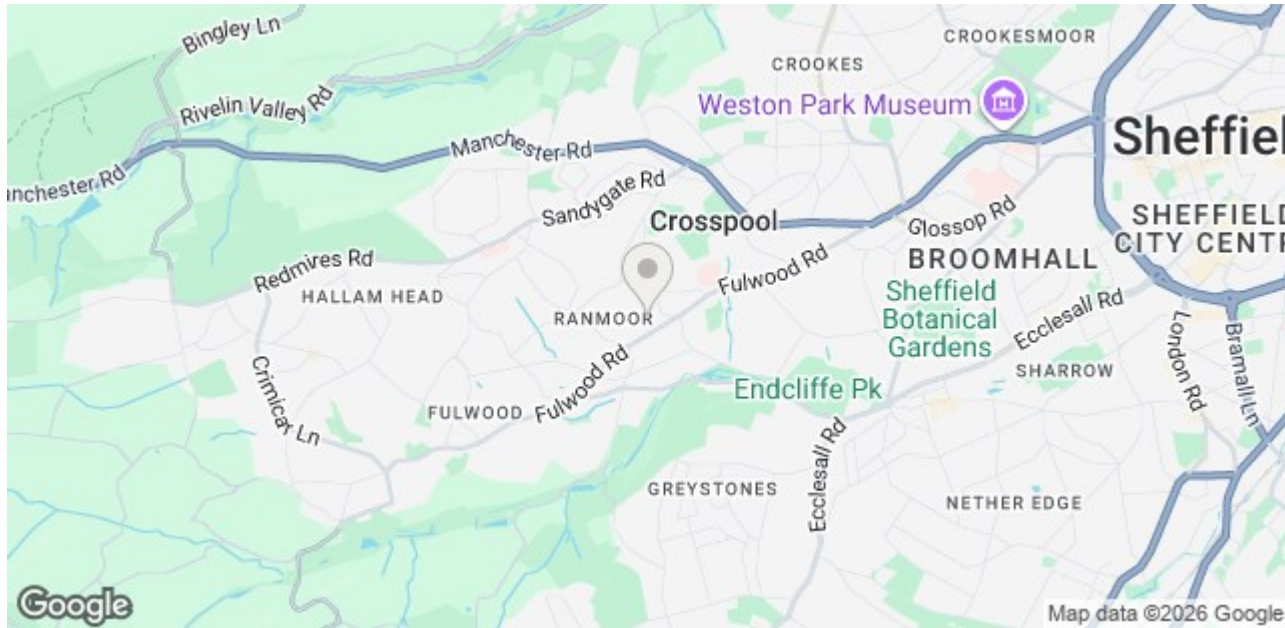 Bingley Ln
CROOKESMOOR
CROOKES
Rivelin Valley Rd
Weston Park Museum
Sheffiel
Manchester Rd
anchester Rd
Sandygate Rd
Crosspool
Glossop Rd
SHEFFIELD
CITY CENTR
Redmires Rd
BROOMHALL
Fulwood Rd
HALLAM HEAD
Sheffield
Botanical
Gardens
RANMOOR
Ecclesall Rd
London Rd
Bramall Ln
SHARROW
Fulwood Rd
Endcliffe Pk
Crimicar Ln
FULWOOD
Ecclesall Rd
GREYSTONES
NETHER EDGE
Google
Map data ©2026 Google